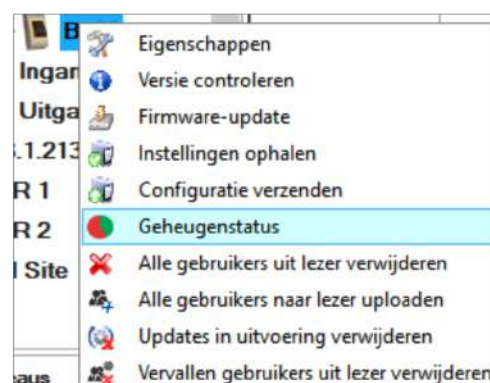 B
Ingan
Uitga
.1.213
R 1
R 2
Site
Eigenschappen
Versie controleren
Firmware-update
Instellingen ophalen
Configuratie verzenden
Geheugenstatus
Alle gebruikers uit lezer verwijderen
Alle gebruikers naar lezer uploaden
Updates in uitvoering verwijderen
Vervallen gebruikers uit lezer verwijderen